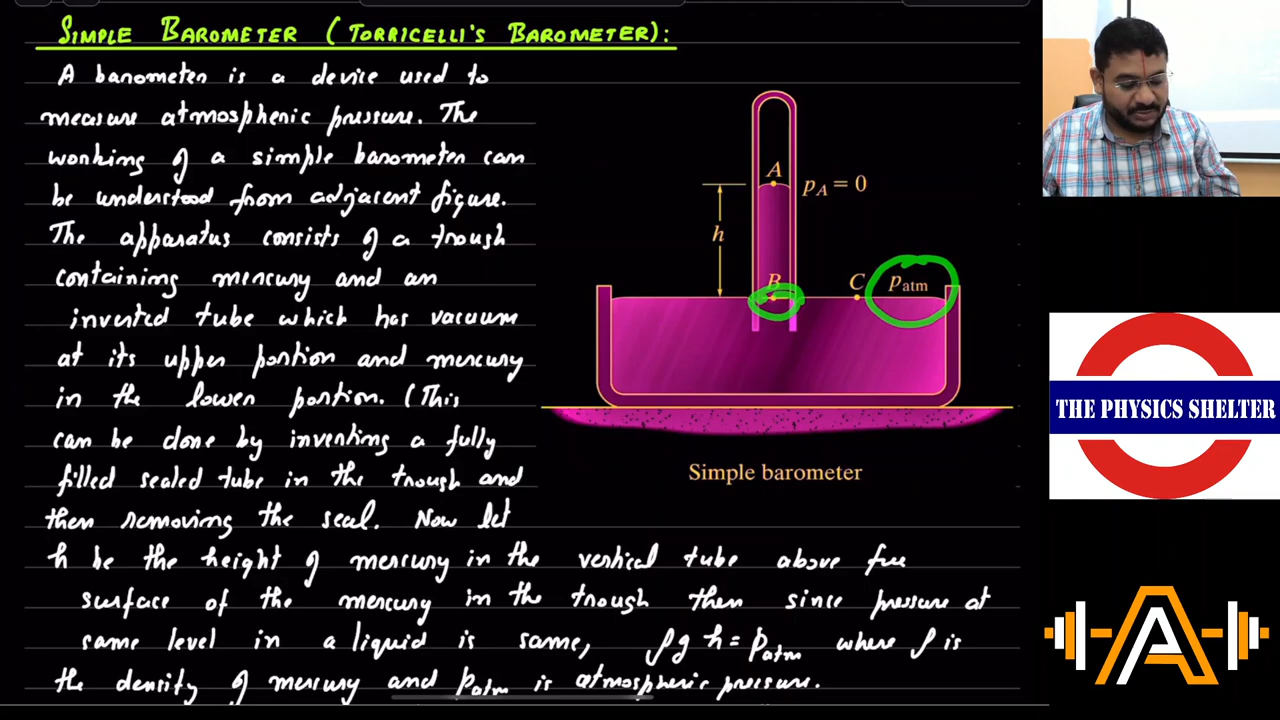 SIMPLE BAROMETER (TORRICELLI'S BAROMETER):
A barometer is a device used to
measure atmospheric pressure. The
working of a simple barometer can
be understood from adjacent figure.
The apparatus consists of a trough
containing mercury and an
inverted tube which has vacuum
at its upper portion and mercury
in the lower portion. (This
can be done by inverting a fully
filled sealed tube in the trough and
then removing the seal. Now let
h be the height of mercury in the vertical tube above free
surface of the mercury in the trough then since pressure at
same level in a liquid is same, ρgh = Patm where ρ is
the density of mercury and Patm is atmospheric pressure.
A
pA = 0
h
B
C
patm
Simple barometer
THE PHYSICS SHELTER
A